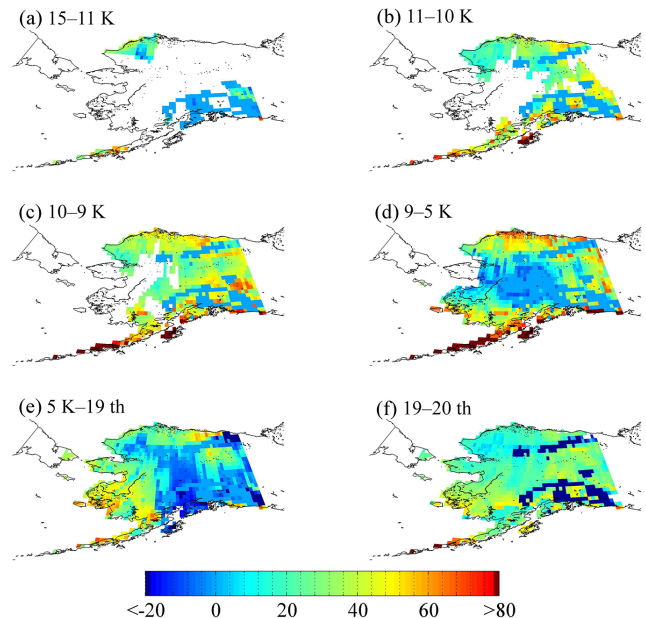 (a) 15–11 K
(b) 11–10 K
(c) 10–9 K
(d) 9–5 K
(e) 5 K–19 th
(f) 19–20 th
<-20 0 20 40 60 >80